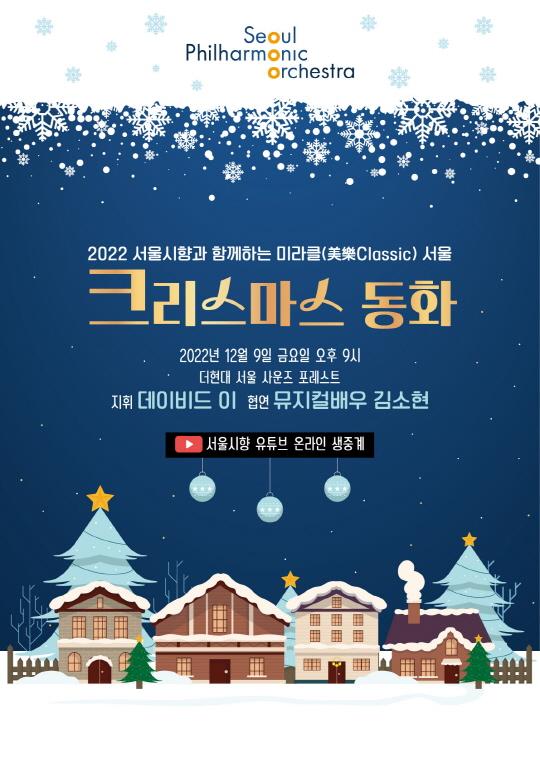 Seoul
Philharmonic
orchestra
2022 서울시향과 함께하는 미라클(美樂Classic) 서울
크리스마스 동화
2022년 12월 9일 금요일 오후 9시
더현대 서울 사운즈 포레스트
지휘 데이비드 이 협연 뮤지컬배우 김소현
서울시향 유튜브 온라인 생중계